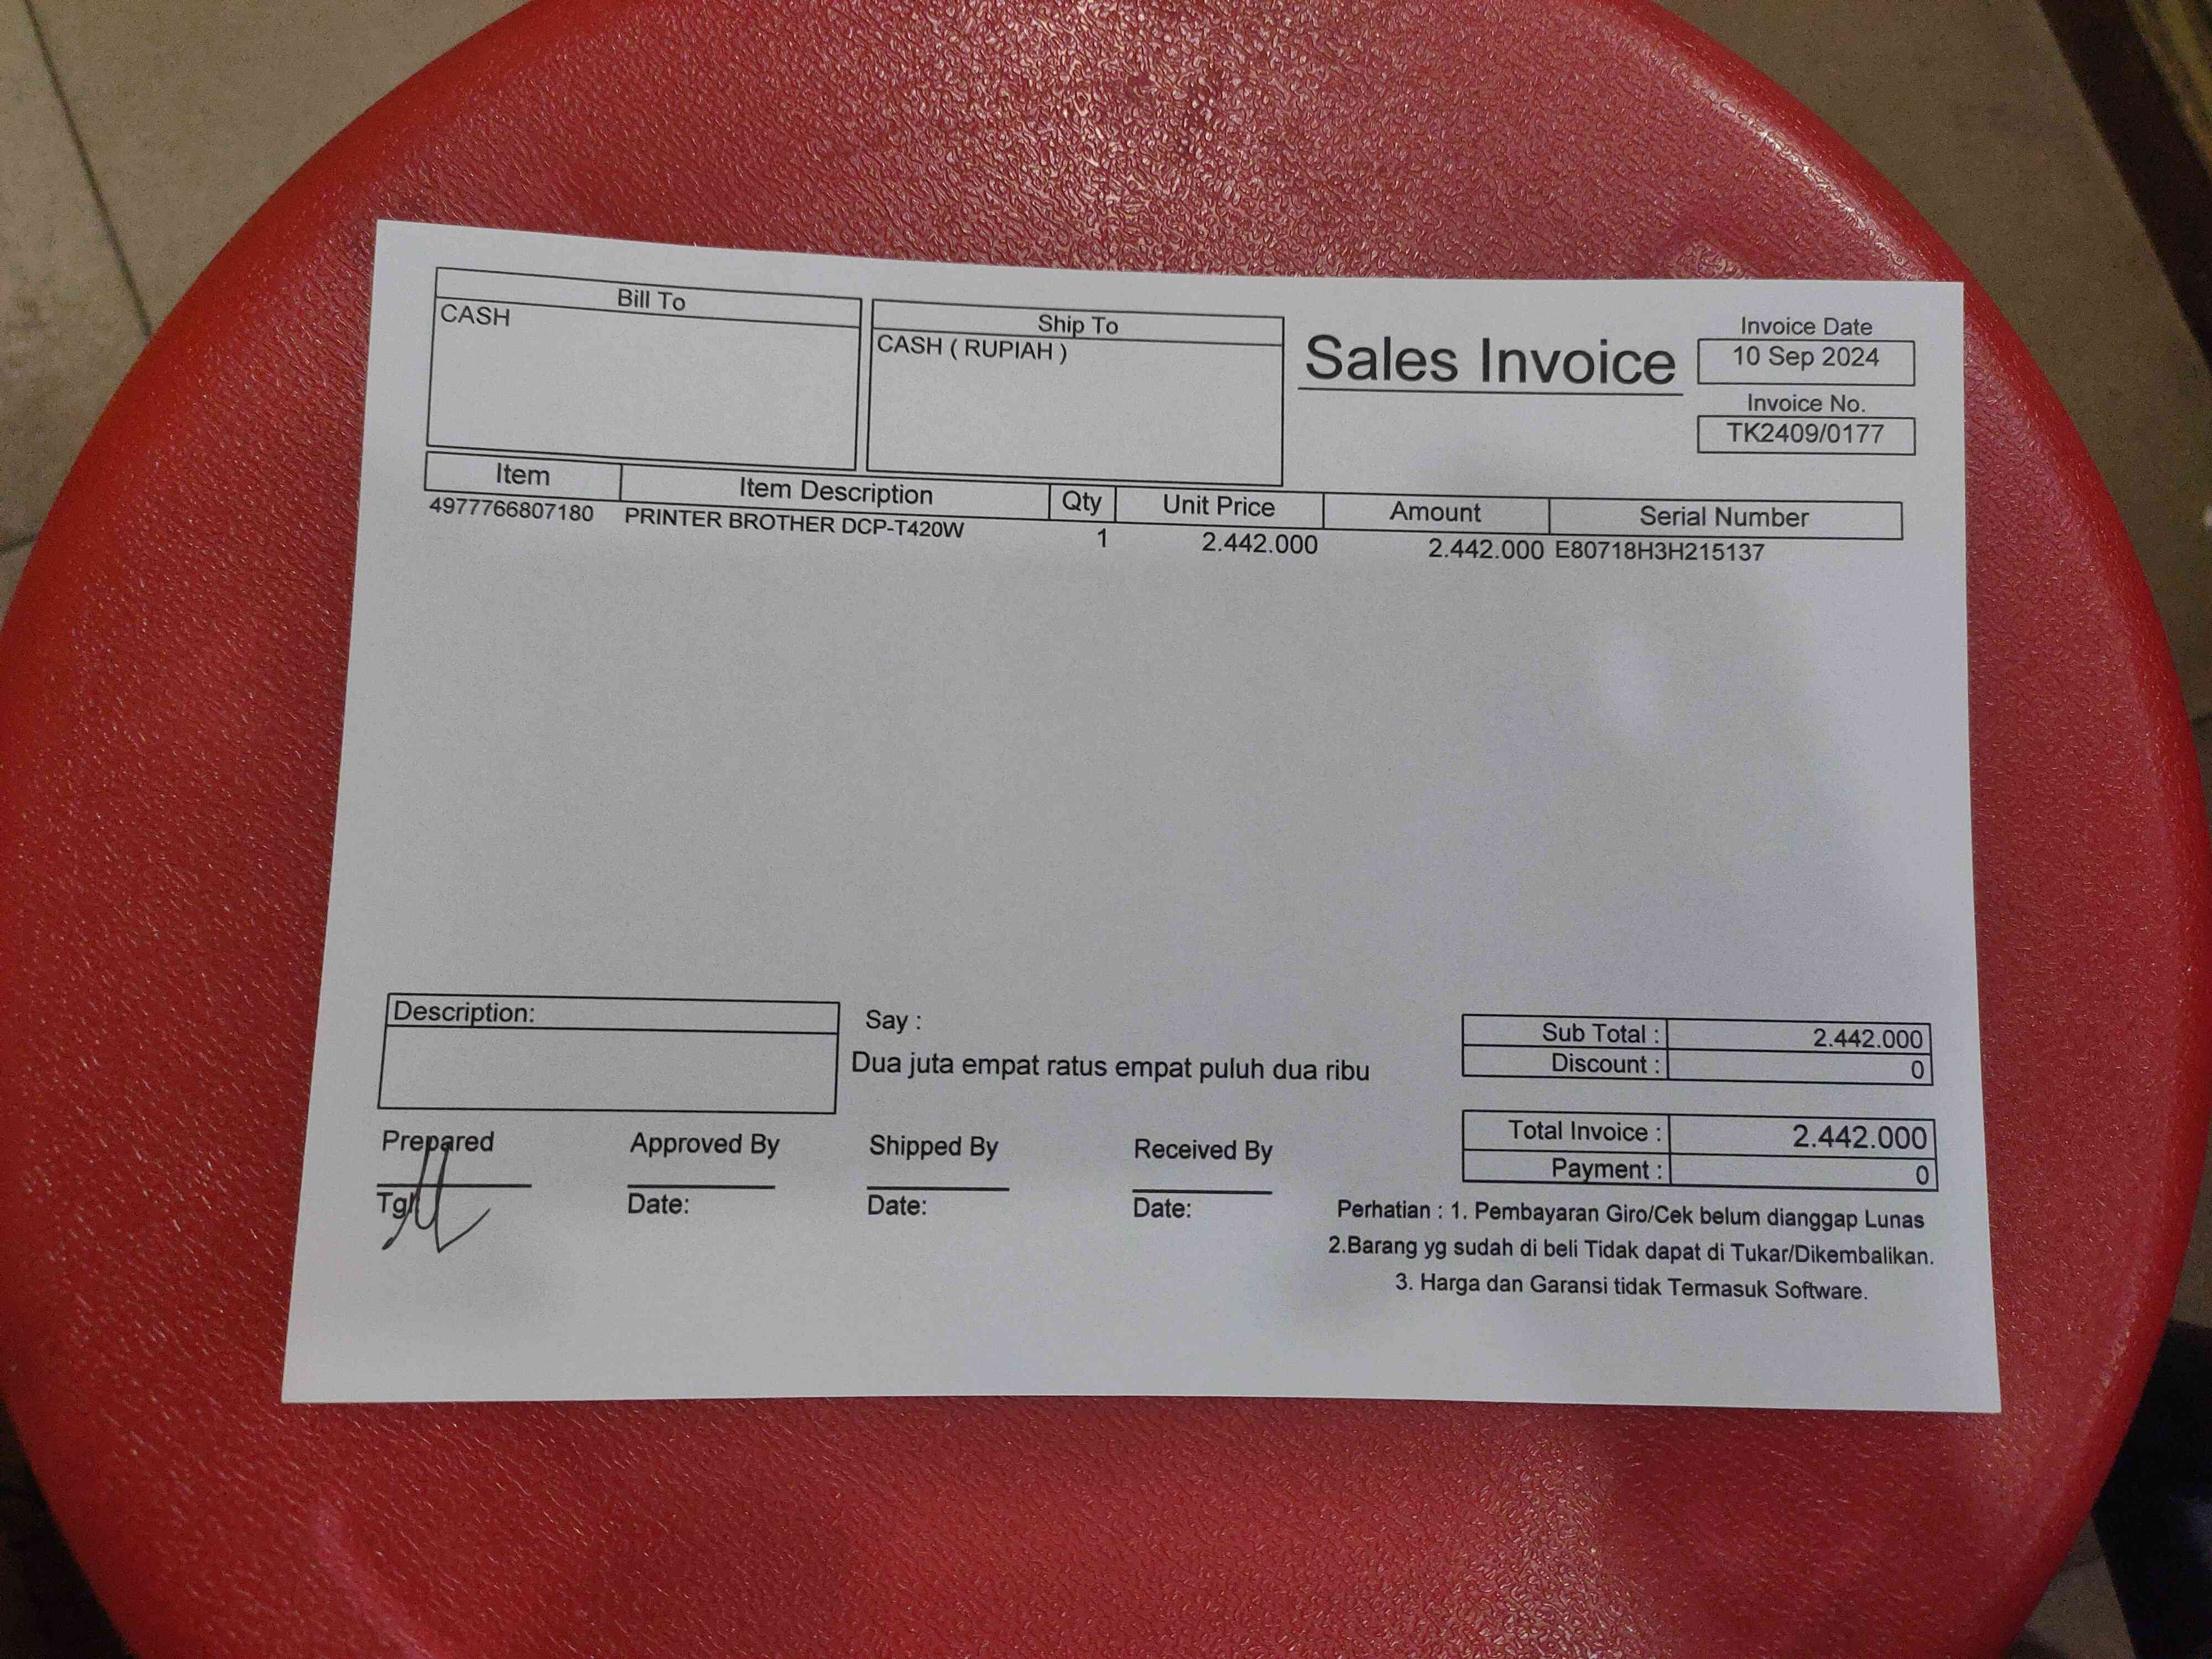 Bill To
CASH
Ship To
CASH ( RUPIAH )
Sales Invoice
Invoice Date
10 Sep 2024
Invoice No.
TK2409/0177
Item Item Description Qty Unit Price Amount Serial Number
4977766807180 PRINTER BROTHER DCP-T420W 1 2.442.000 2.442.000 E80718H3H215137
Description:
Say :
Dua juta empat ratus empat puluh dua ribu
Sub Total : 2.442.000
Discount : 0
Total Invoice : 2.442.000
Payment : 0
Prepared Approved By Shipped By Received By
Tgl Date: Date: Date:
Perhatian : 1. Pembayaran Giro/Cek belum dianggap Lunas
2.Barang yg sudah di beli Tidak dapat di Tukar/Dikembalikan.
3. Harga dan Garansi tidak Termasuk Software.